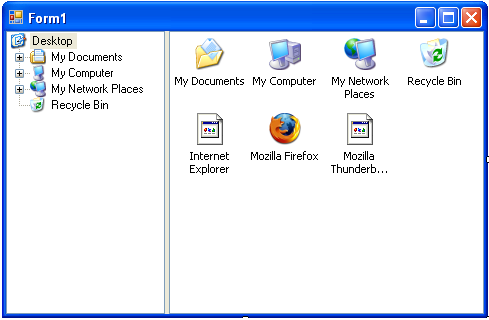 Form1
Desktop
My Documents
My Computer
My Network Places
Recycle Bin
My Documents
My Computer
My Network
Places
Recycle Bin
Internet
Explorer
Mozilla Firefox
Mozilla
Thunderb...